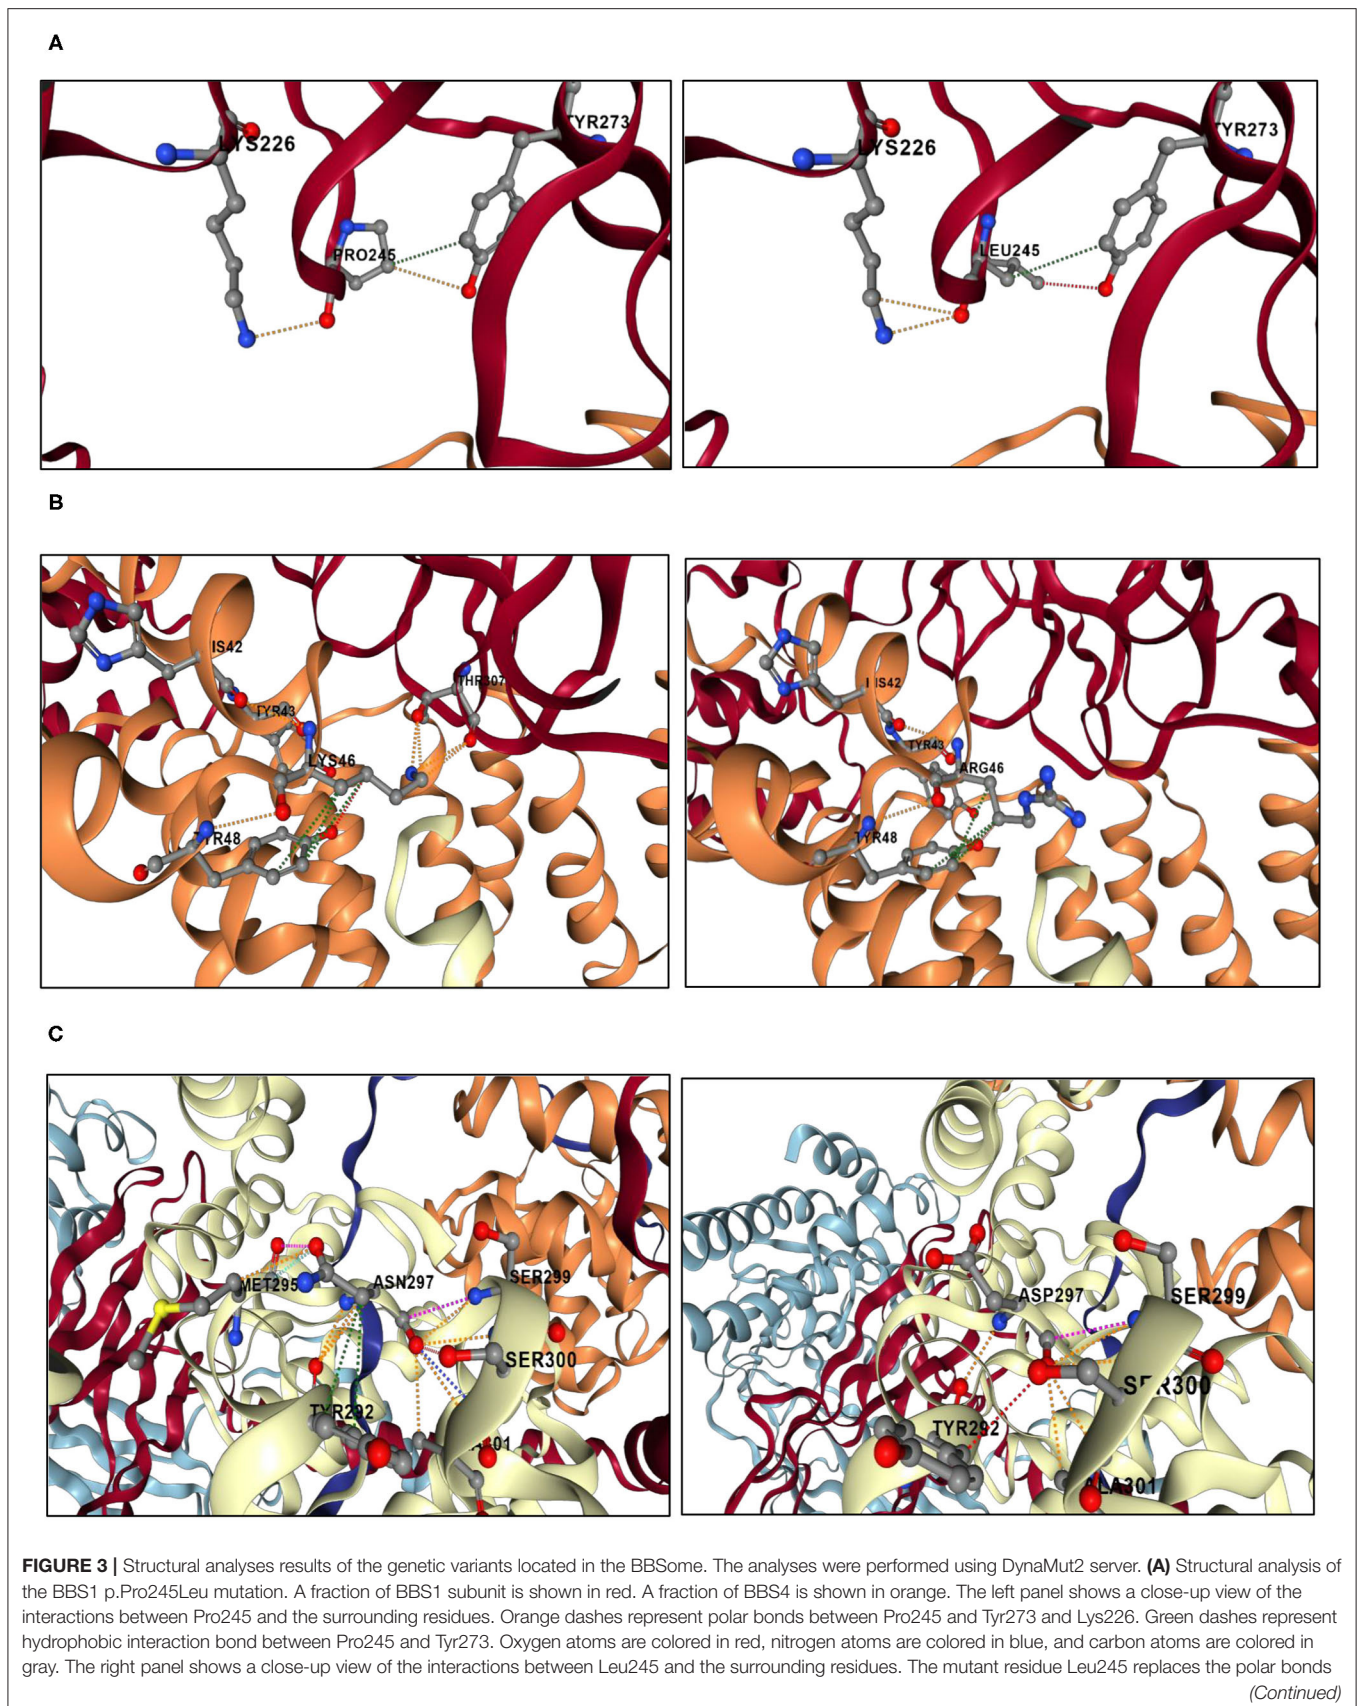 A
LYS226
TYR273
PRO245
LYS226
TYR273
LEU245
B
IS42
TYR43
THR307
LYS46
TYR48
HIS42
TYR43
ARG46
TYR48
C
MET295
ASN297
SER299
SER300
TYR292
ASP297
SER299
SER300
TYR292
ALA301
FIGURE 3 | Structural analyses results of the genetic variants located in the BBSome. The analyses were performed using DynaMut2 server. (A) Structural analysis of
the BBS1 p.Pro245Leu mutation. A fraction of BBS1 subunit is shown in red. A fraction of BBS4 is shown in orange. The left panel shows a close-up view of the
interactions between Pro245 and the surrounding residues. Orange dashes represent polar bonds between Pro245 and Tyr273 and Lys226. Green dashes represent
hydrophobic interaction bond between Pro245 and Tyr273. Oxygen atoms are colored in red, nitrogen atoms are colored in blue, and carbon atoms are colored in
gray. The right panel shows a close-up view of the interactions between Leu245 and the surrounding residues. The mutant residue Leu245 replaces the polar bonds
(Continued)